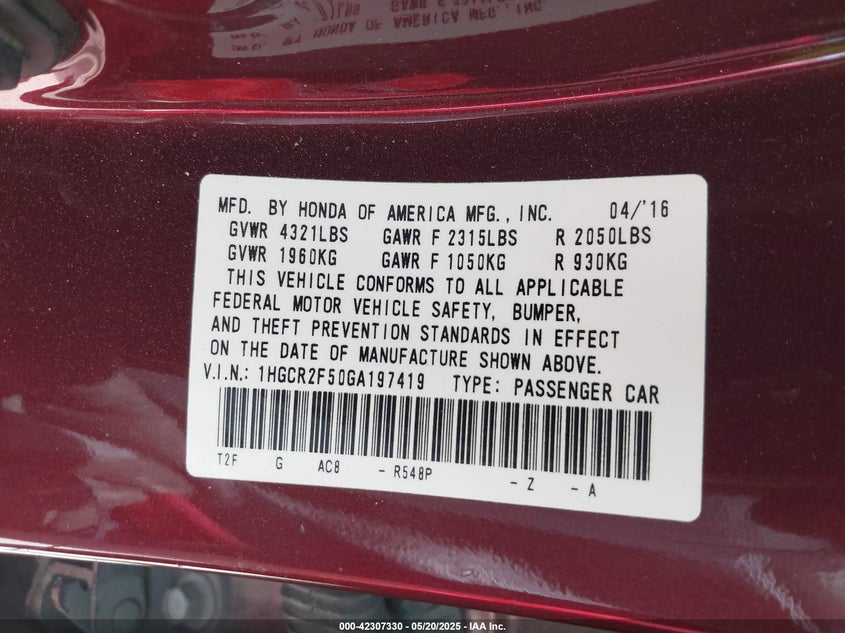 MFD. BY HONDA OF AMERICA MFG., INC. 04/'16
GVWR 4321LBS GAWR F 2315LBS R 2050LBS
GVWR 1960KG GAWR F 1050KG R 930KG
THIS VEHICLE CONFORMS TO ALL APPLICABLE
FEDERAL MOTOR VEHICLE SAFETY, BUMPER,
AND THEFT PREVENTION STANDARDS IN EFFECT
ON THE DATE OF MANUFACTURE SHOWN ABOVE.
V.I.N.: 1HGCR2F50GA197419 TYPE: PASSENGER CAR
T2F G AC8 - R548P - Z - A
000-42307330 — 05/20/2025 — IAA Inc.